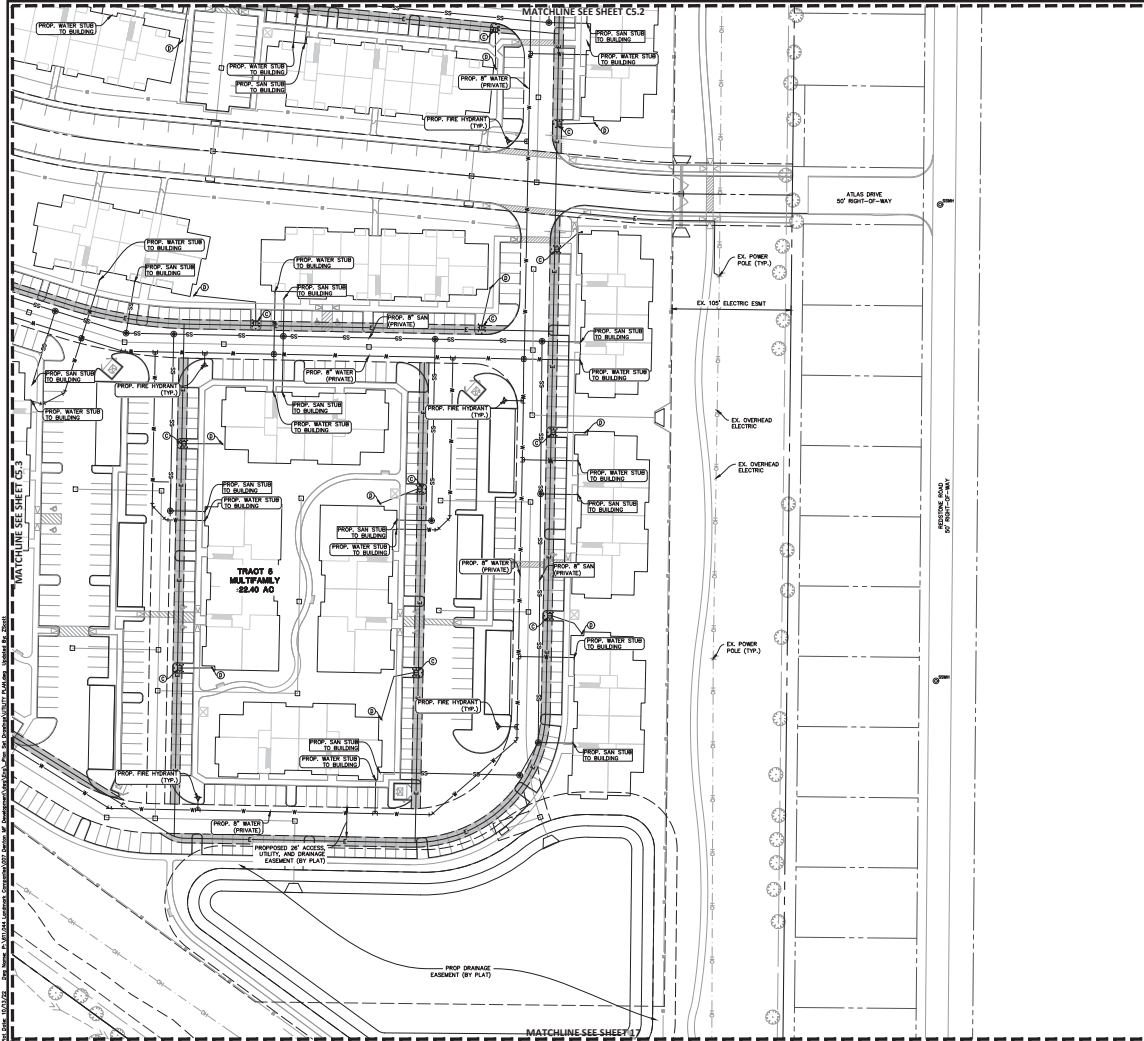 MATCHLINE SEE SHEET C5.2
PROP. WATER STUB
TO BUILDING
D
C
PROP. SAN STUB
TO BUILDING
PROP. WATER STUB
TO BUILDING
D
PROP. WATER STUB
TO BUILDING
PROP. SAN STUB
TO BUILDING
PROP. 8" WATER
(PRIVATE)
PROP. FIRE HYDRANT
(TYP.)
C
D
ATLAS DRIVE
50' RIGHT-OF-WAY
SSMH
PROP. WATER STUB
TO BUILDING
PROP. SAN STUB
TO BUILDING
D
PROP. WATER STUB
TO BUILDING
PROP. SAN STUB
TO BUILDING
C
D
C
EX. POWER
POLE (TYP.)
EX. 105' ELECTRIC ESMT
PROP. 8" SAN
(PRIVATE)
PROP. SAN STUB
TO BUILDING
PROP. 8" WATER
(PRIVATE)
PROP. WATER STUB
TO BUILDING
PROP. SAN STUB
TO BUILDING
PROP. FIRE HYDRANT
(TYP.)
PROP. WATER STUB
TO BUILDING
PROP. SAN STUB
TO BUILDING
PROP. WATER STUB
TO BUILDING
PROP. FIRE HYDRANT
(TYP.)
C
D
D
C
EX. OVERHEAD
ELECTRIC
EX. OVERHEAD
ELECTRIC
MATCHLINE SEE SHEET C5.3
PROP. SAN STUB
TO BUILDING
PROP. WATER STUB
TO BUILDING
C
D
PROP. WATER STUB
TO BUILDING
PROP. SAN STUB
TO BUILDING
PROP. SAN STUB
TO BUILDING
PROP. WATER STUB
TO BUILDING
REDSTONE ROAD
50' RIGHT-OF-WAY
TRACT 5
MULTIFAMILY
22.40 AC
PROP. 8" WATER
(PRIVATE)
PROP. 8" SAN
(PRIVATE)
D
C
PROP. WATER STUB
TO BUILDING
EX. POWER
POLE (TYP.)
C
D
C
SSMH
D
PROP. FIRE HYDRANT
(TYP.)
PROP. SAN STUB
TO BUILDING
PROP. WATER STUB
TO BUILDING
PROP. SAN STUB
TO BUILDING
PROP. FIRE HYDRANT
(TYP.)
PROP. 8" WATER
(PRIVATE)
PROPPOSED 26' ACCESS,
UTILITY, AND DRAINAGE
EASEMENT (BY PLAT)
PROP DRAINAGE
EASEMENT (BY PLAT)
MATCHLINE SEE SHEET 17